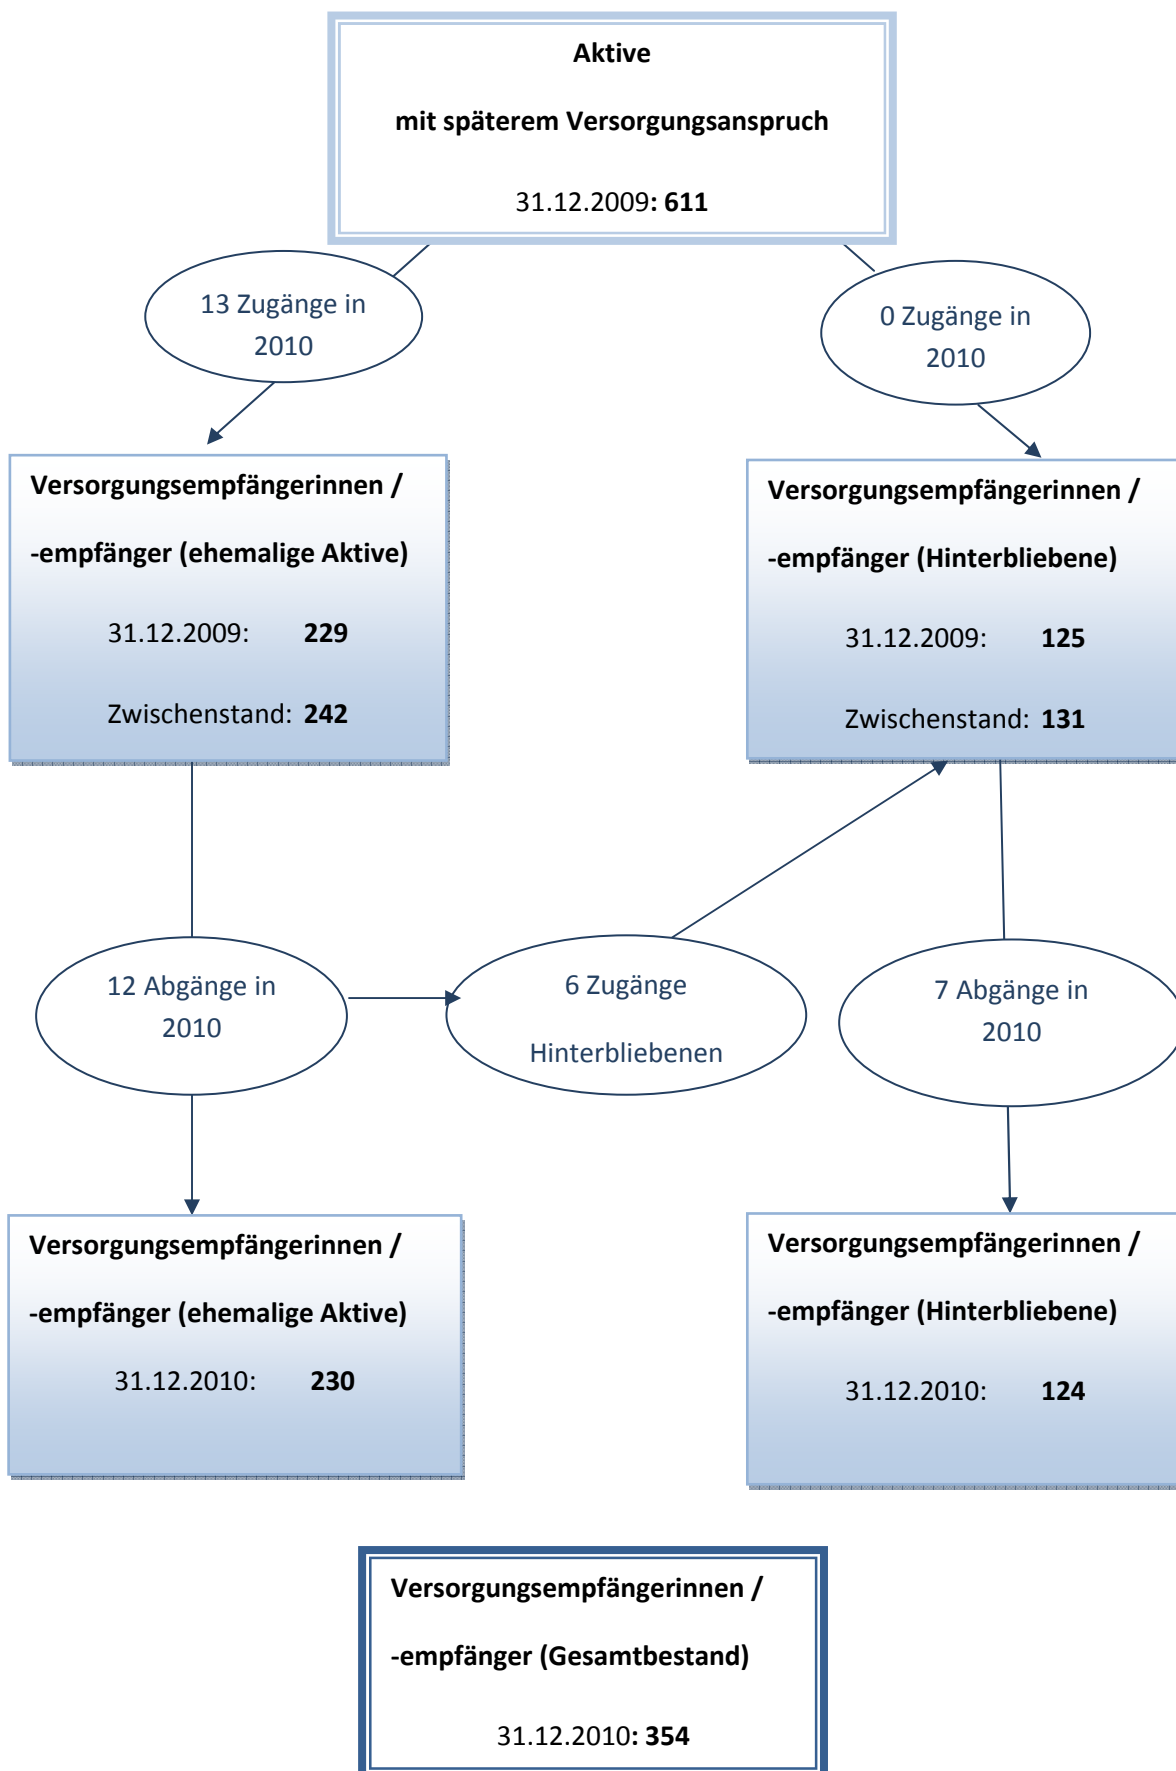 Aktive
mit späterem Versorgungsanspruch
31.12.2009: 611
13 Zugänge in
2010
0 Zugänge in
2010
Versorgungsempfängerinnen /
-empfänger (ehemalige Aktive)
31.12.2009: 229
Zwischenstand: 242
Versorgungsempfängerinnen /
-empfänger (Hinterbliebene)
31.12.2009: 125
Zwischenstand: 131
12 Abgänge in
2010
6 Zugänge
Hinterbliebenen
7 Abgänge in
2010
Versorgungsempfängerinnen /
-empfänger (ehemalige Aktive)
31.12.2010: 230
Versorgungsempfängerinnen /
-empfänger (Hinterbliebene)
31.12.2010: 124
Versorgungsempfängerinnen /
-empfänger (Gesamtbestand)
31.12.2010: 354